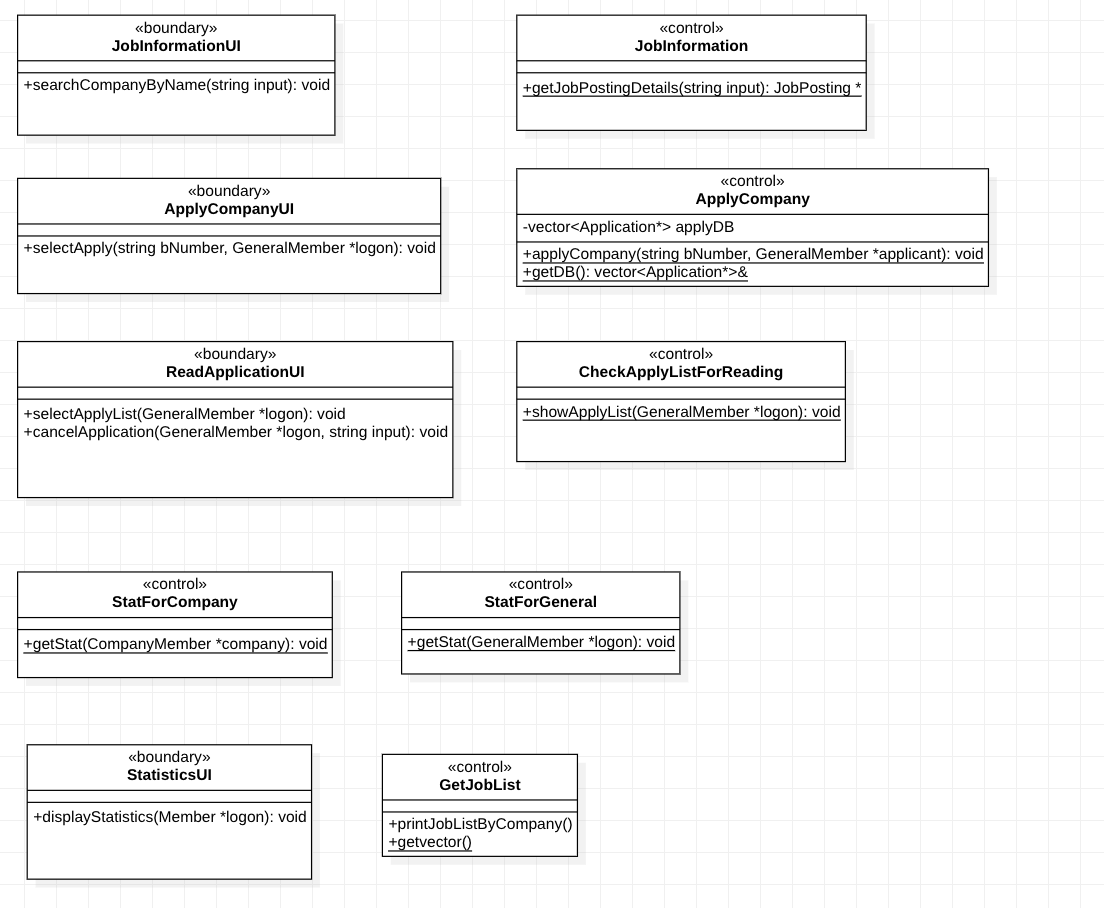 «boundary»
JobInformationUI
+searchCompanyByName(string input): void
«control»
JobInformation
+getJobPostingDetails(string input): JobPosting *
«boundary»
ApplyCompanyUI
+selectApply(string bNumber, GeneralMember *logon): void
«control»
ApplyCompany
-vector<Application*> applyDB
+applyCompany(string bNumber, GeneralMember *applicant): void
+getDB(): vector<Application*>&
«boundary»
ReadApplicationUI
+selectApplyList(GeneralMember *logon): void
+cancelApplication(GeneralMember *logon, string input): void
«control»
CheckApplyListForReading
+showApplyList(GeneralMember *logon): void
«control»
StatForCompany
+getStat(CompanyMember *company): void
«control»
StatForGeneral
+getStat(GeneralMember *logon): void
«boundary»
StatisticsUI
+displayStatistics(Member *logon): void
«control»
GetJobList
+printJobListByCompany()
+getvector()